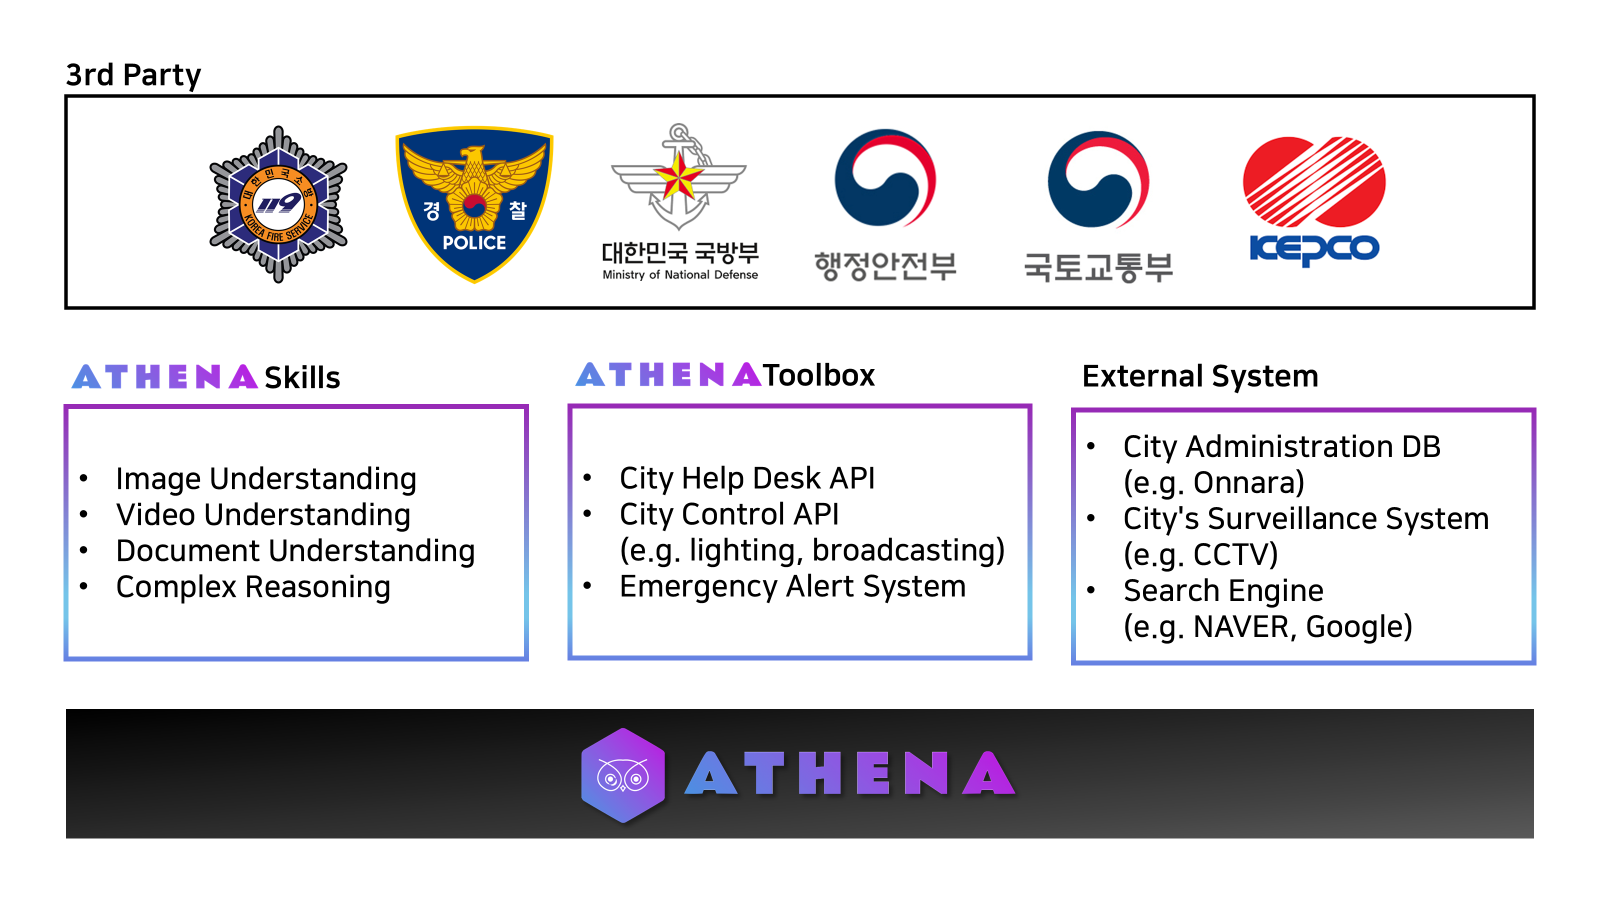 3rd Party
대한민국소방
119
KOREA FIRE SERVICE
경 찰
POLICE
대한민국 국방부
Ministry of National Defense
행정안전부
국토교통부
KEPCO
ATHENA Skills
• Image Understanding
• Video Understanding
• Document Understanding
• Complex Reasoning
ATHENA Toolbox
• City Help Desk API
• City Control API
(e.g. lighting, broadcasting)
• Emergency Alert System
External System
• City Administration DB
(e.g. Onnara)
• City's Surveillance System
(e.g. CCTV)
• Search Engine
(e.g. NAVER, Google)
ATHENA